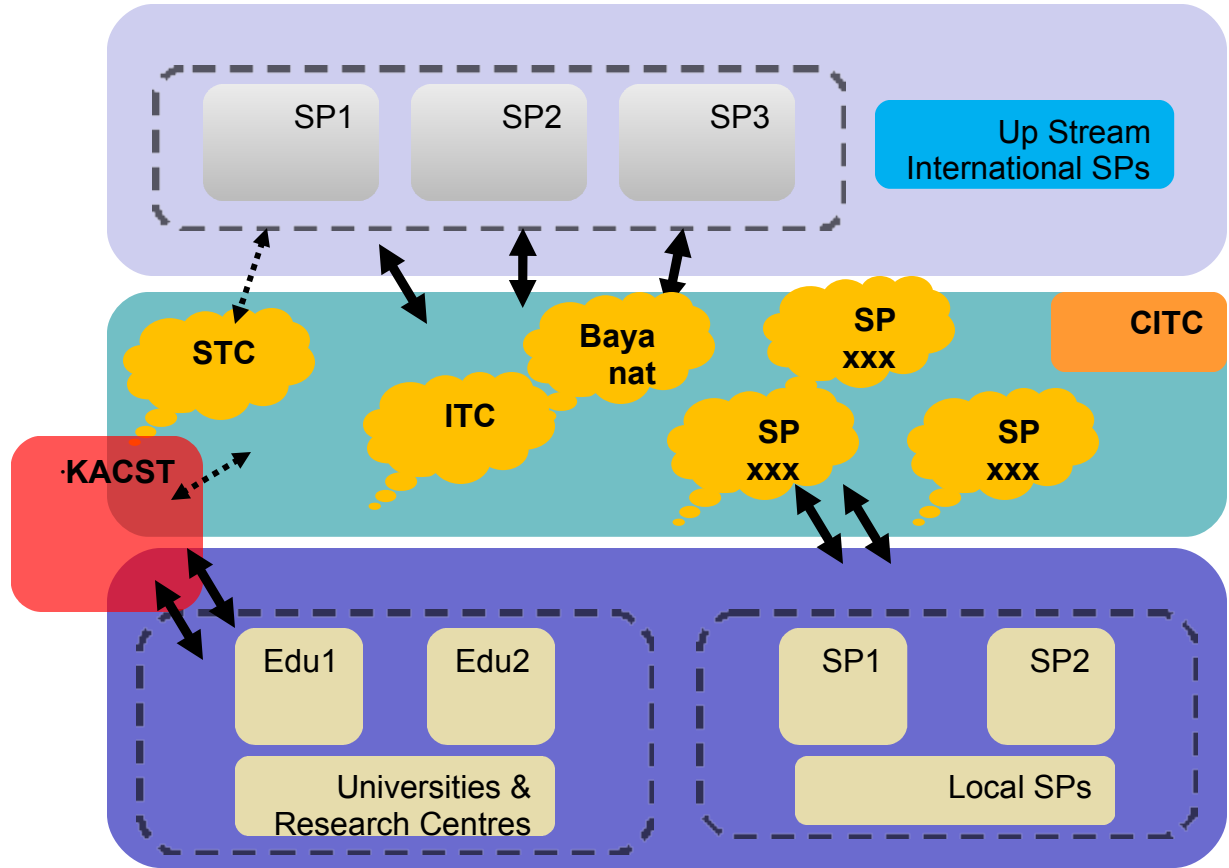 SP1
SP2
SP3
Up Stream
International SPs
STC
Baya
nat
SP
xxx
CITC
ITC
SP
xxx
SP
xxx
·KACST
Edu1
Edu2
SP1
SP2
Universities &
Research Centres
Local SPs